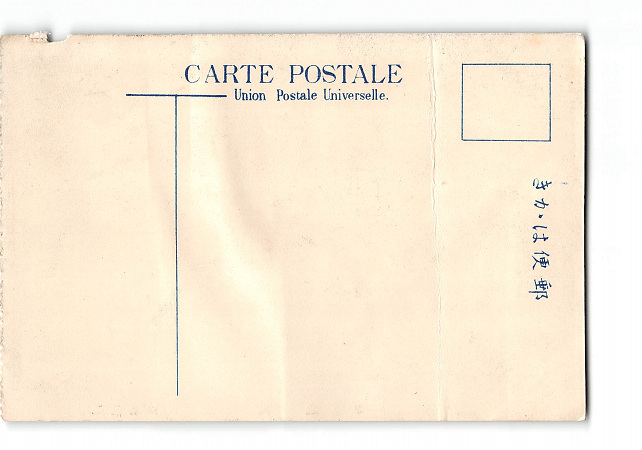 CARTE POSTALE
Union Postale Universelle.
郵便はかき